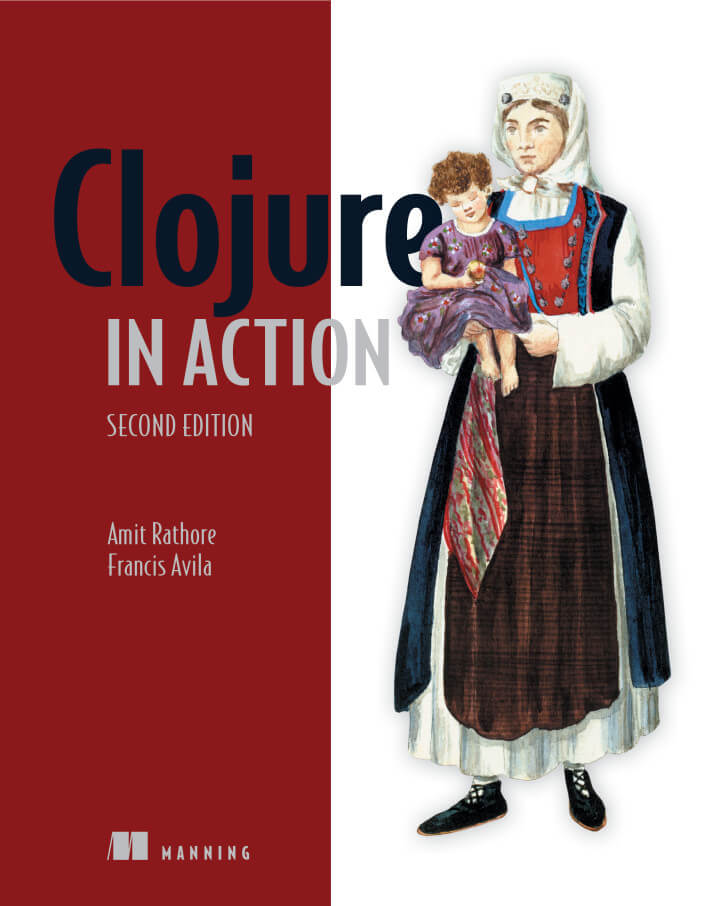 Clojure
IN ACTION
SECOND EDITION
Amit Rathore
Francis Avila
MANNING